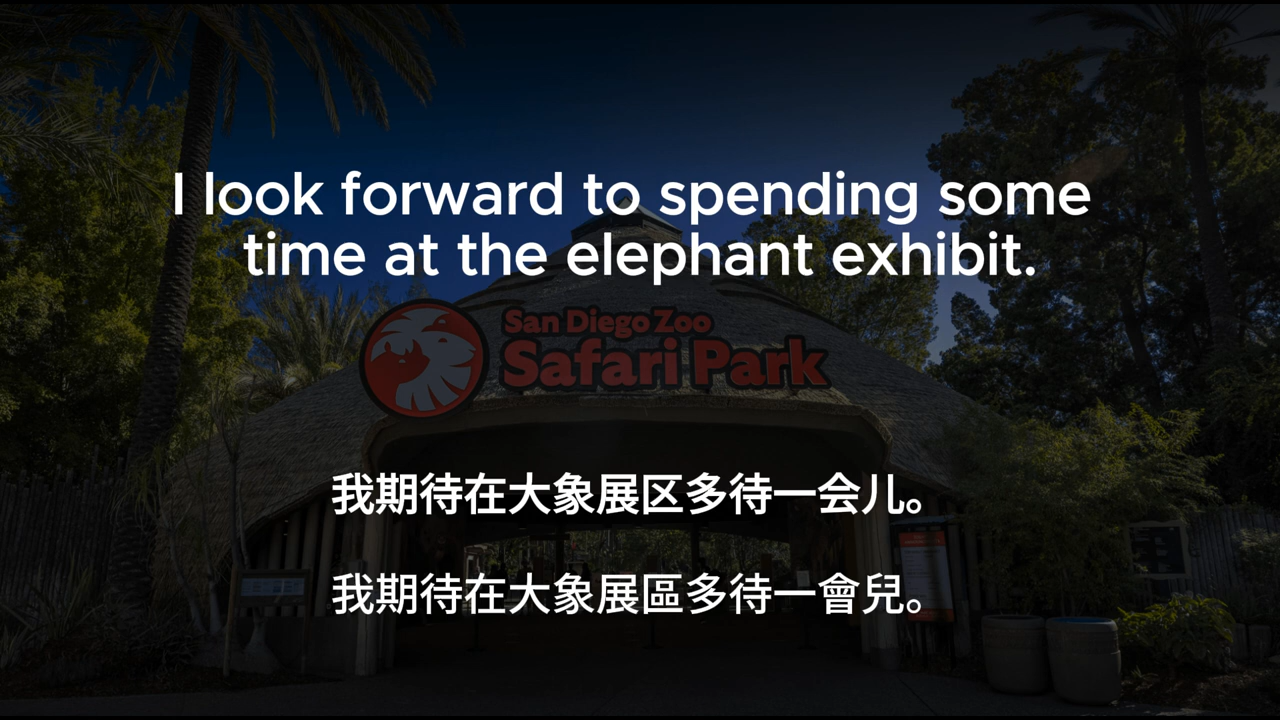 I look forward to spending some
time at the elephant exhibit.
San Diego Zoo
Safari Park
我期待在大象展区多待一会儿。
我期待在大象展區多待一會兒。